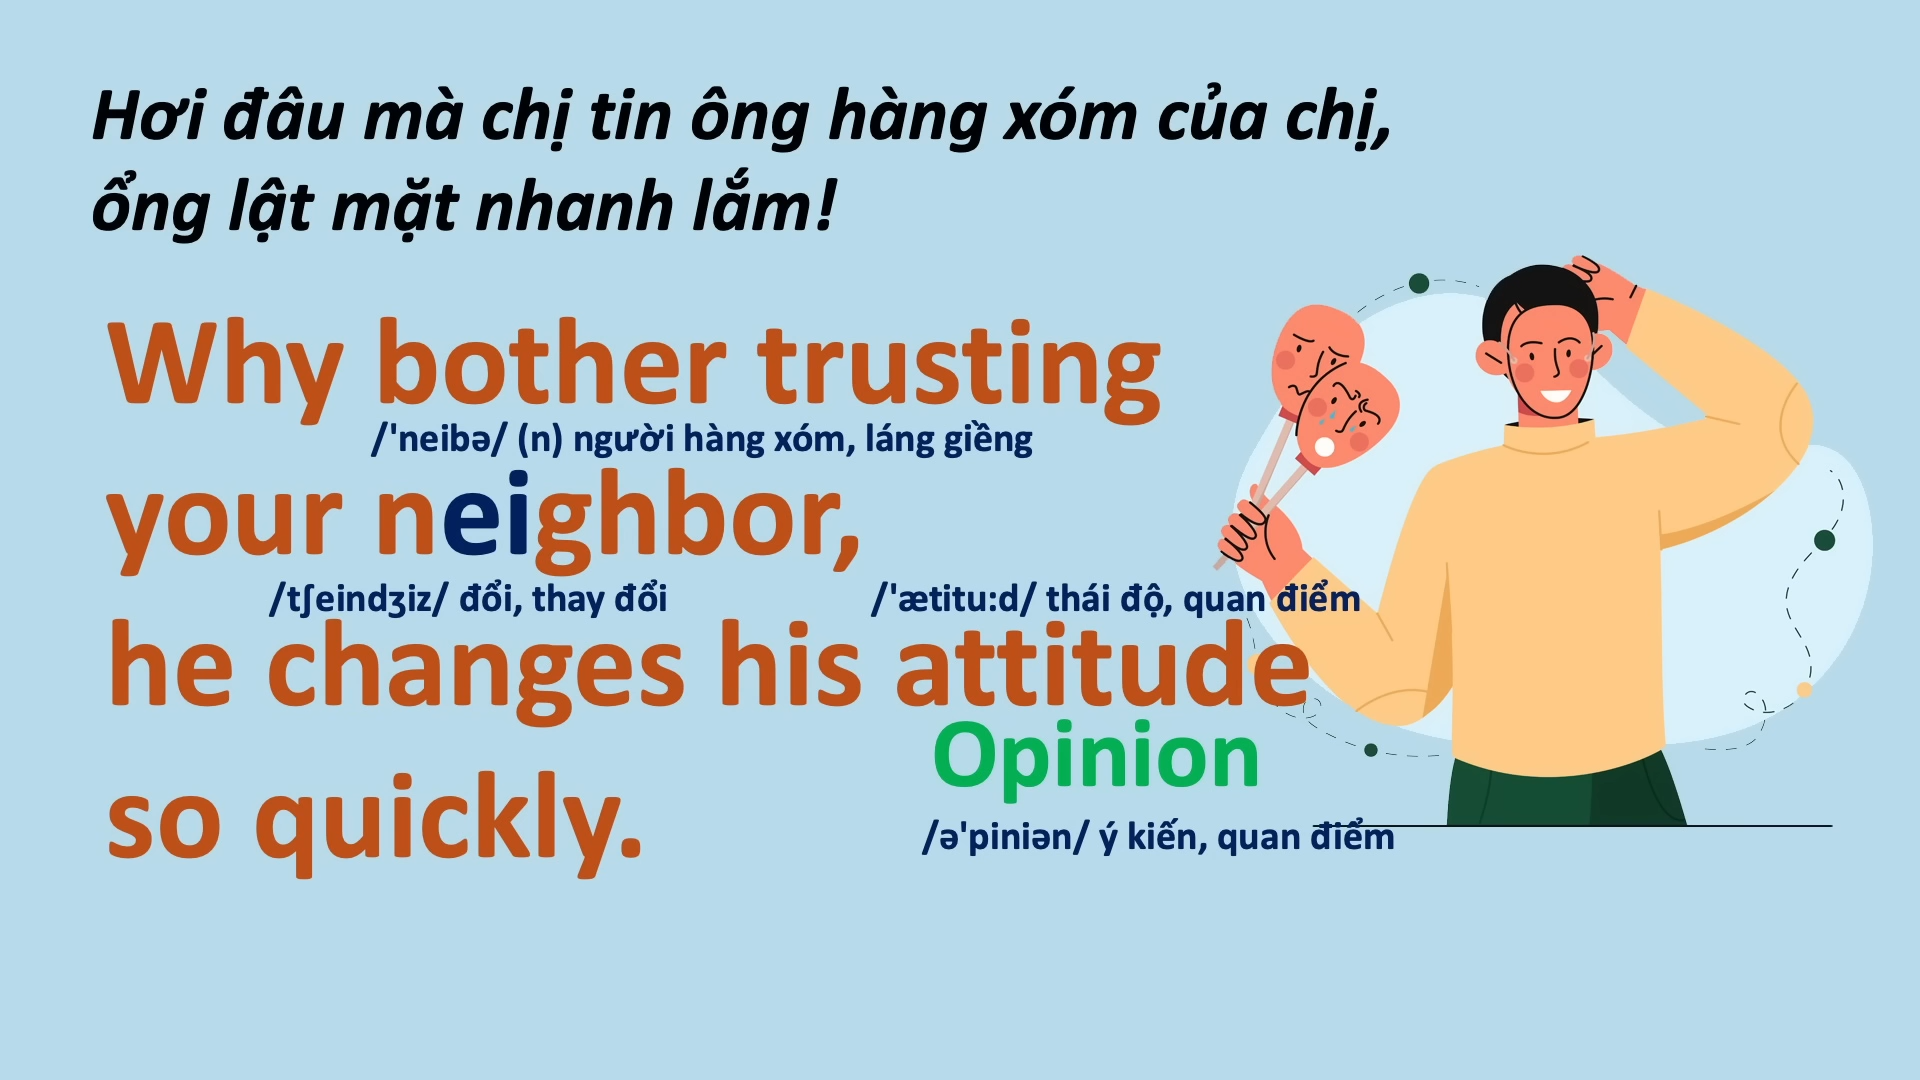 Hơi đâu mà chị tin ông hàng xóm của chị,
ổng lật mặt nhanh lắm!
Why bother trusting
/'neibə/ (n) người hàng xóm, láng giềng
your neighbor,
/tʃeindʒiz/ đổi, thay đổi /'ætitu:d/ thái độ, quan điểm
he changes his attitude
Opinion
so quickly.
/ə'piniən/ ý kiến, quan điểm